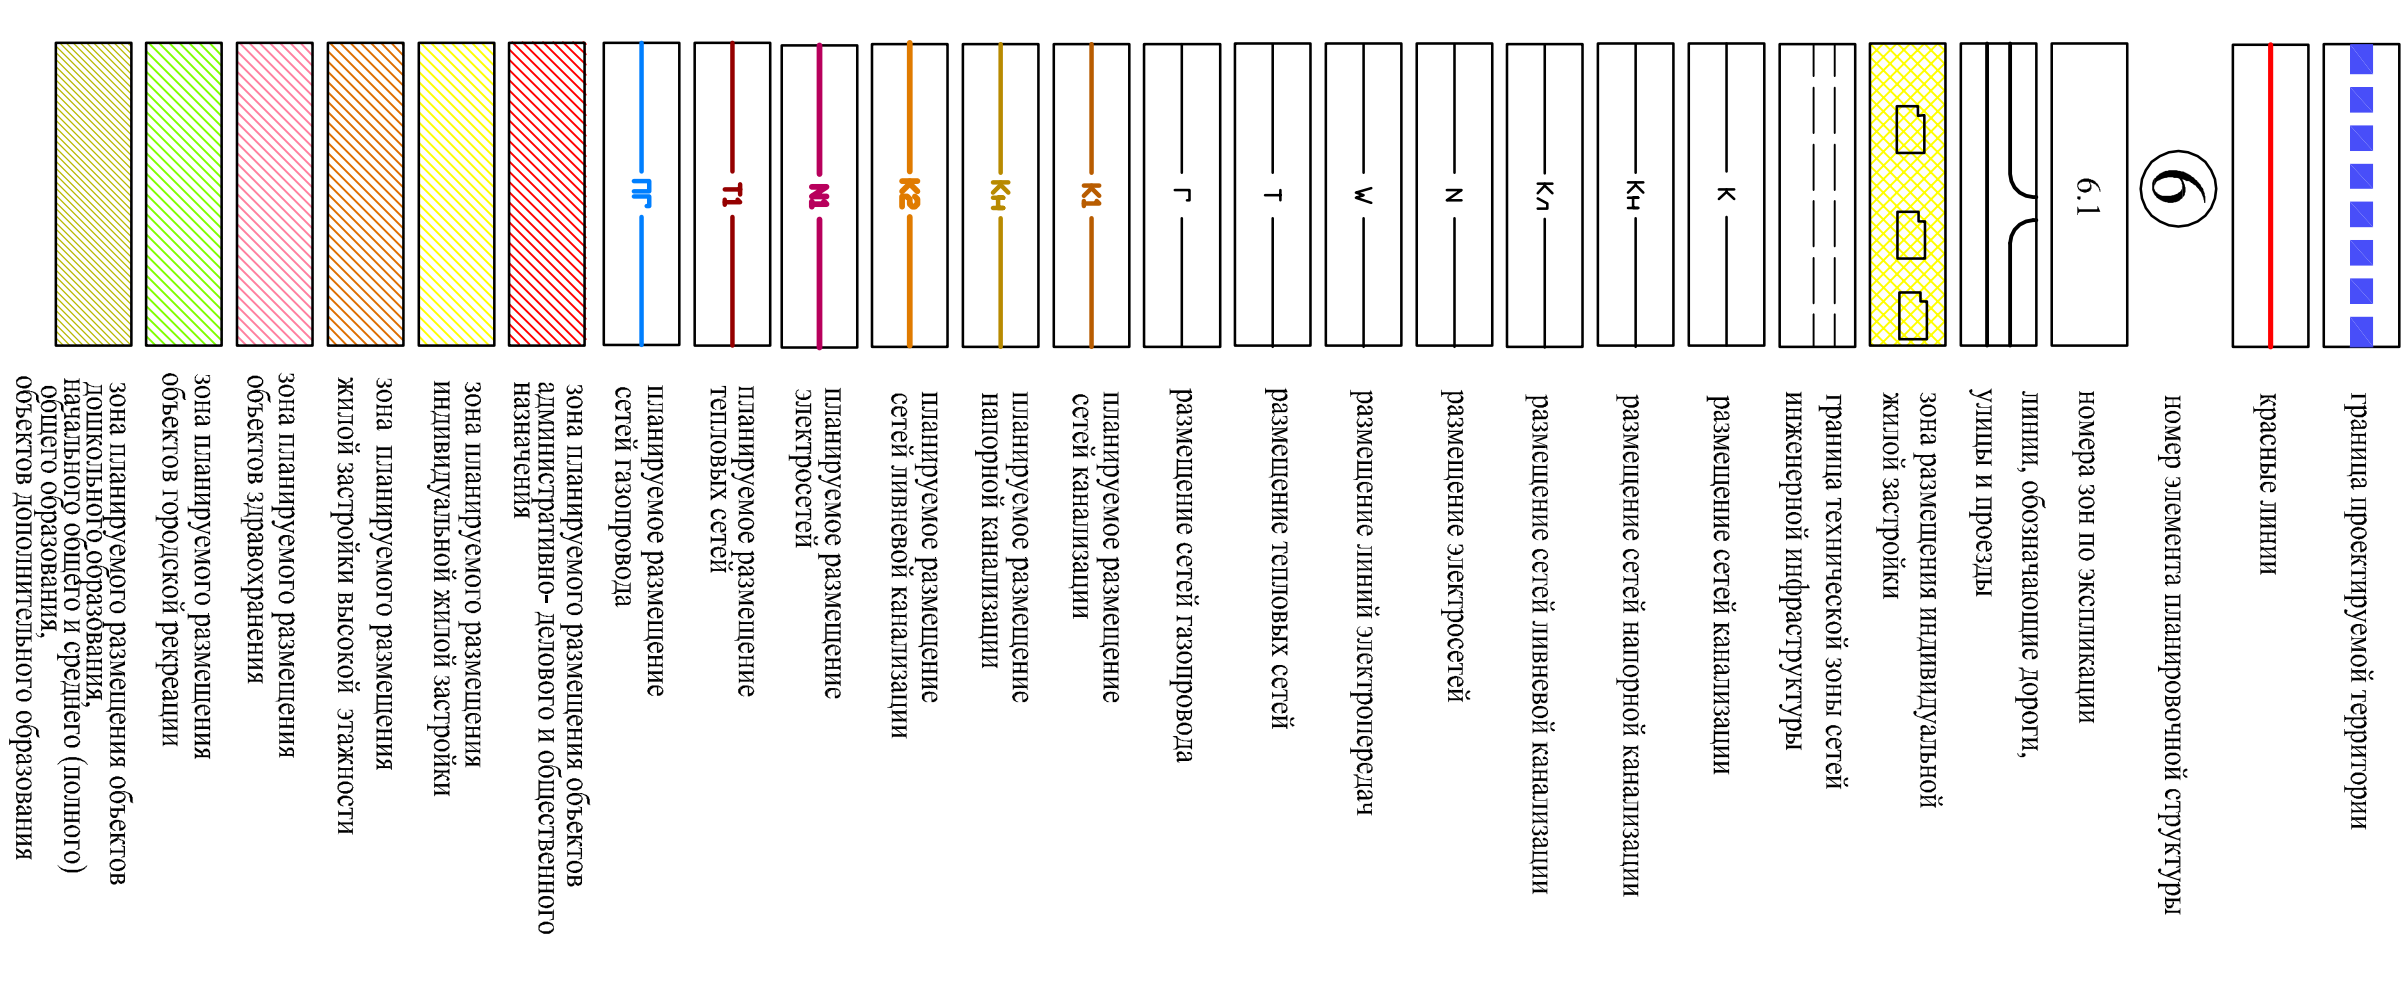 граница проектируемой територии
красные линии
6
номер элемента планировочной структуры
6.1
номера зон по экспликации
линии, обозначающие дороги,
улицы и проезды
зона размещения индивидуальной
жилой застройки
граница технической зоны сетей
инженерной инфраструктуры
К
размещение сетей канализации
Кн
размещение сетей напорной канализации
Кл
размещение сетей ливневой канализации
N
размещение электросетей
W
размещение линий электропередач
Т
размещение тепловых сетей
Г
размещение сетей газопровода
К1
планируемое размещение
сетей канализации
Кн
планируемое размещение
напорной канализации
К2
планируемое размещение
сетей ливневой канализации
N1
планируемое размещение
электросетей
Т1
планируемое размещение
тепловых сетей
ПГ
планируемое размещение
сетей газопровода
зона планируемого размещения объектов
административно- делового и общественного
назначения
зона планируемого размещения
индивидуальной жилой застройки
зона планируемого размещения
жилой застройки высокой этажности
зона планируемого размещения
объектов здравохранения
зона планируемого размещения
объектов городской рекреации
зона планируемого размещения объектов
дошкольного образования,
начального общего и среднего (полного)
общего образования,
объектов дополнительного образования